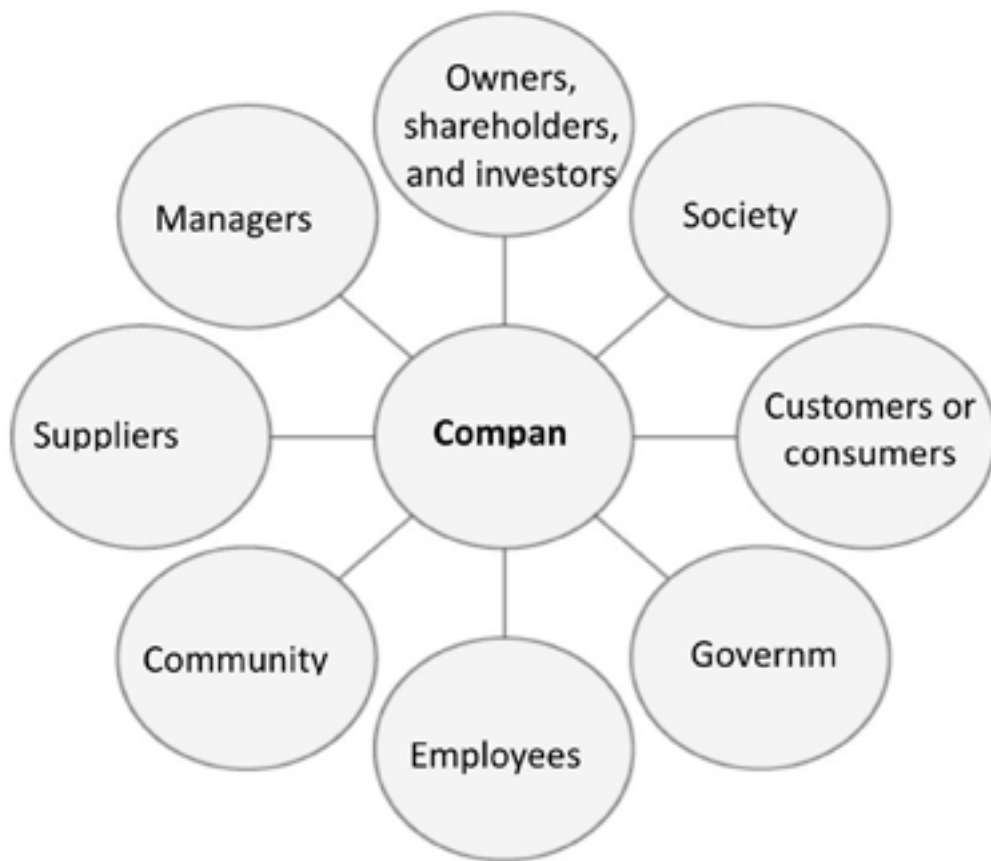 Owners,
shareholders,
and investors
Managers
Society
Suppliers
Compan
Customers or
consumers
Community
Governm
Employees